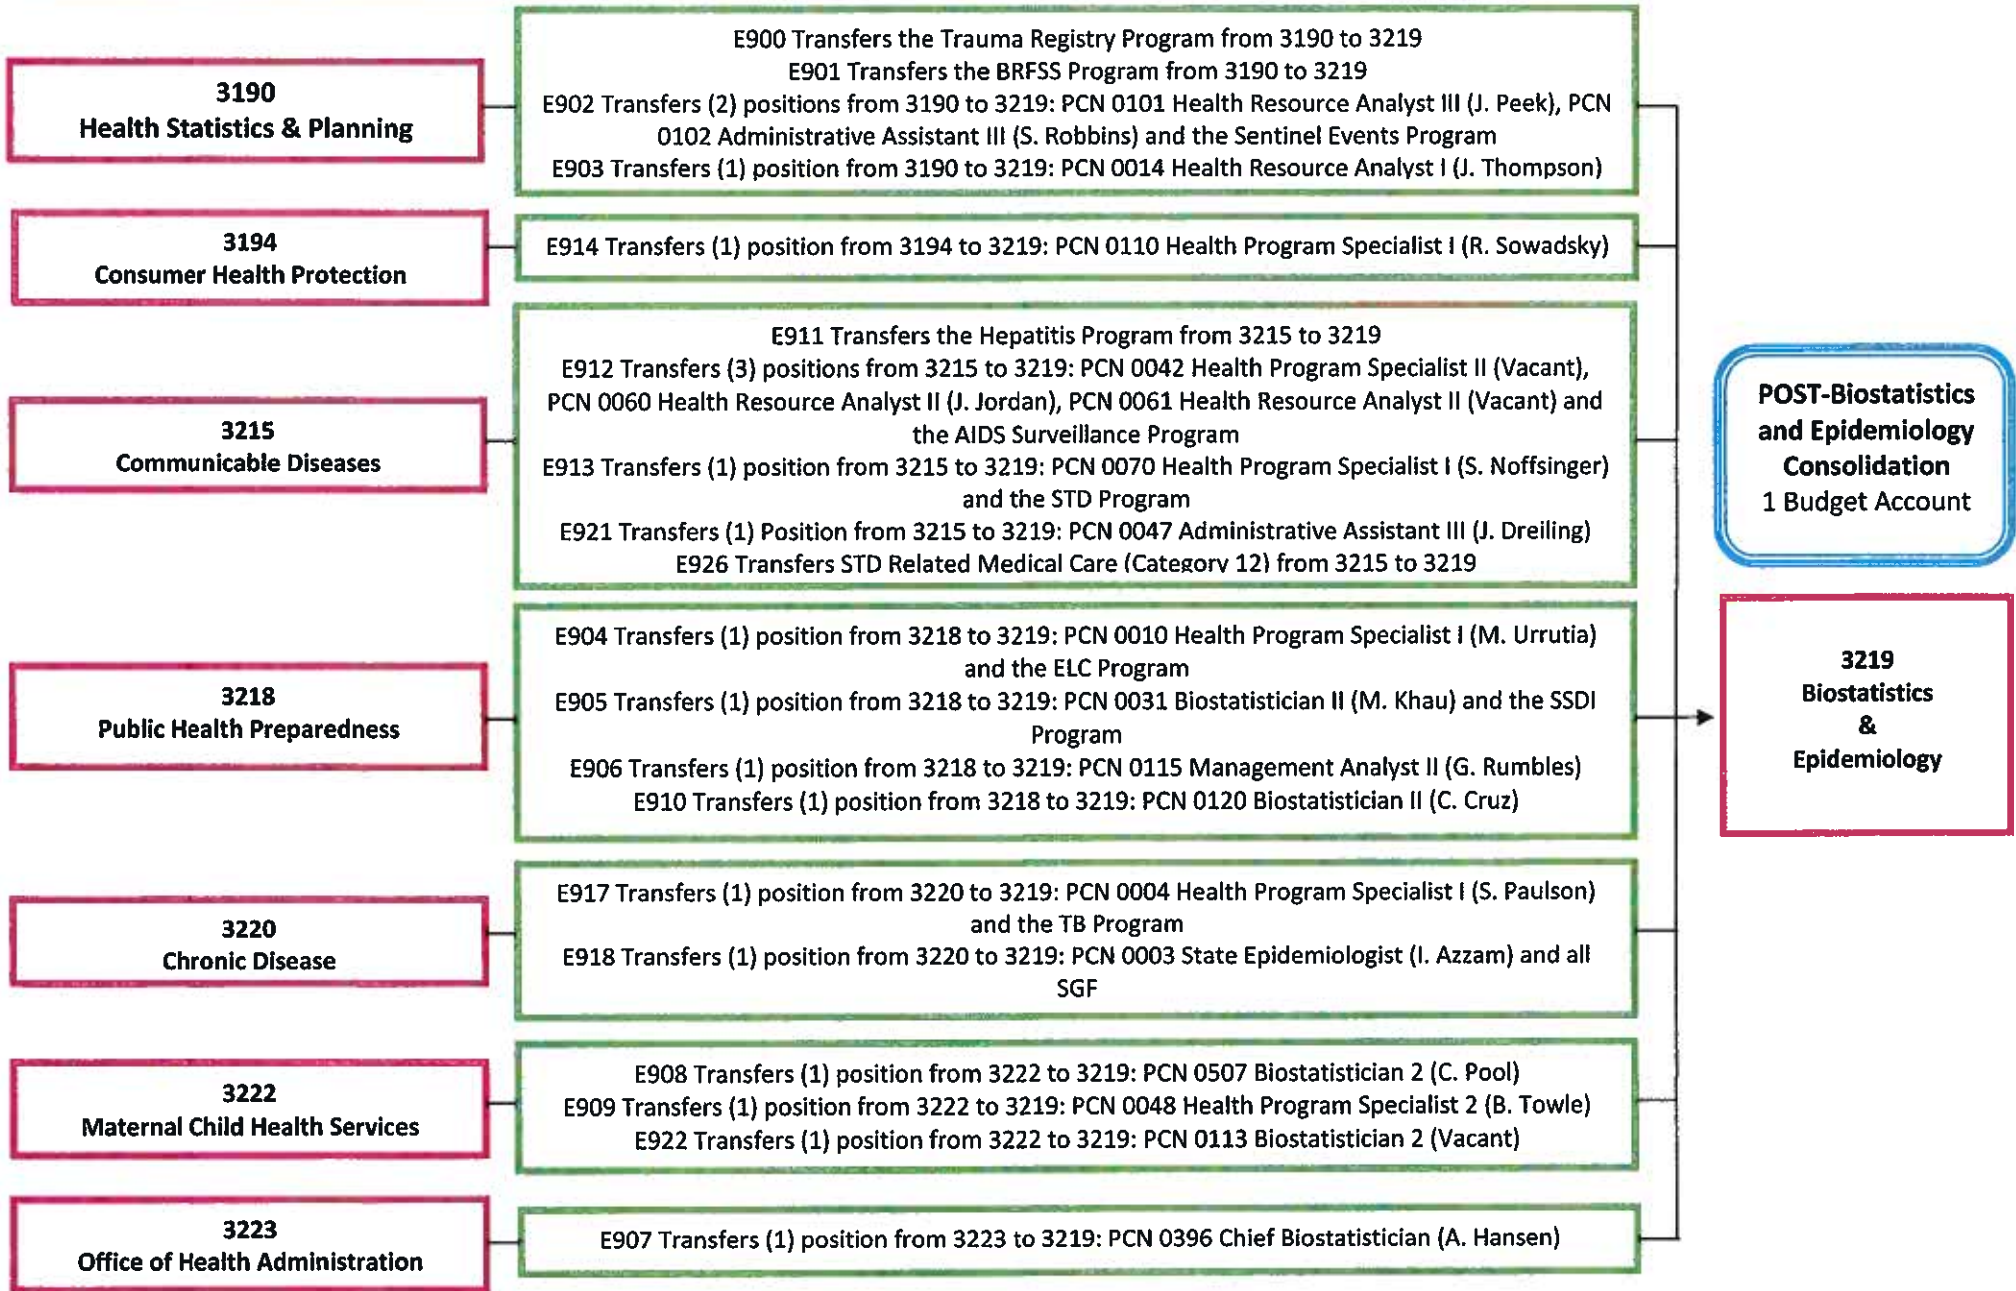 3190
Health Statistics & Planning
E900 Transfers the Trauma Registry Program from 3190 to 3219
E901 Transfers the BRFSS Program from 3190 to 3219
E902 Transfers (2) positions from 3190 to 3219: PCN 0101 Health Resource Analyst III (J. Peek), PCN
0102 Administrative Assistant III (S. Robbins) and the Sentinel Events Program
E903 Transfers (1) position from 3190 to 3219: PCN 0014 Health Resource Analyst I (J. Thompson)
3194
Consumer Health Protection
E914 Transfers (1) position from 3194 to 3219: PCN 0110 Health Program Specialist I (R. Sowadsky)
3215
Communicable Diseases
E911 Transfers the Hepatitis Program from 3215 to 3219
E912 Transfers (3) positions from 3215 to 3219: PCN 0042 Health Program Specialist II (Vacant),
PCN 0060 Health Resource Analyst II (J. Jordan), PCN 0061 Health Resource Analyst II (Vacant) and
the AIDS Surveillance Program
E913 Transfers (1) position from 3215 to 3219: PCN 0070 Health Program Specialist I (S. Noffsinger)
and the STD Program
E921 Transfers (1) Position from 3215 to 3219: PCN 0047 Administrative Assistant III (J. Dreiling)
E926 Transfers STD Related Medical Care (Category 12) from 3215 to 3219
3218
Public Health Preparedness
E904 Transfers (1) position from 3218 to 3219: PCN 0010 Health Program Specialist I (M. Urrutia)
and the ELC Program
E905 Transfers (1) position from 3218 to 3219: PCN 0031 Biostatistician II (M. Khau) and the SSDI
Program
E906 Transfers (1) position from 3218 to 3219: PCN 0115 Management Analyst II (G. Rumbles)
E910 Transfers (1) position from 3218 to 3219: PCN 0120 Biostatistician II (C. Cruz)
3220
Chronic Disease
E917 Transfers (1) position from 3220 to 3219: PCN 0004 Health Program Specialist I (S. Paulson)
and the TB Program
E918 Transfers (1) position from 3220 to 3219: PCN 0003 State Epidemiologist (I. Azzam) and all
SGF
3222
Maternal Child Health Services
E908 Transfers (1) position from 3222 to 3219: PCN 0507 Biostatistician 2 (C. Pool)
E909 Transfers (1) position from 3222 to 3219: PCN 0048 Health Program Specialist 2 (B. Towle)
E922 Transfers (1) position from 3222 to 3219: PCN 0113 Biostatistician 2 (Vacant)
3223
Office of Health Administration
E907 Transfers (1) position from 3223 to 3219: PCN 0396 Chief Biostatistician (A. Hansen)
POST-Biostatistics
and Epidemiology
Consolidation
1 Budget Account
3219
Biostatistics
&
Epidemiology